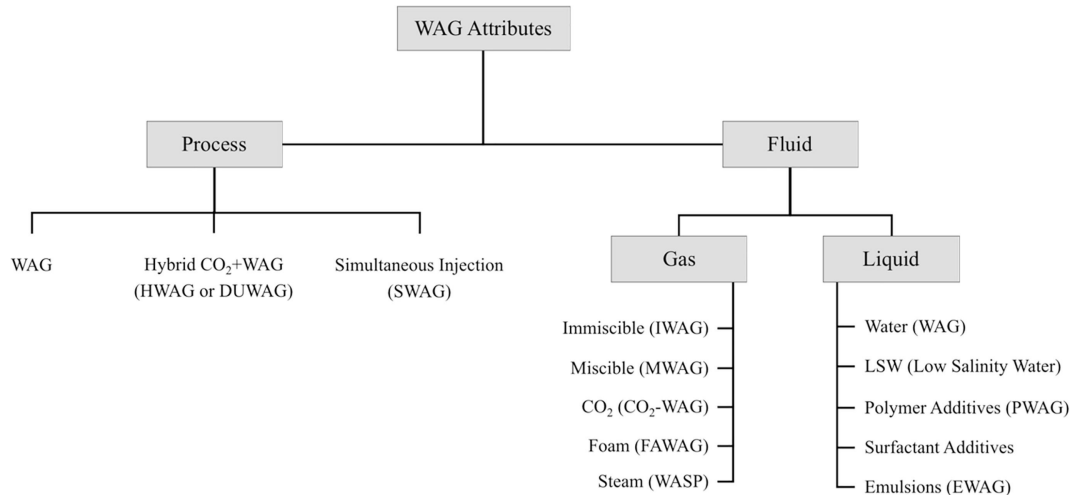 WAG Attributes
Process
Fluid
WAG
Hybrid CO₂+WAG
(HWAG or DUWAG)
Simultaneous Injection
(SWAG)
Gas
Liquid
Immiscible (IWAG)
Miscible (MWAG)
CO₂ (CO₂-WAG)
Foam (FAWAG)
Steam (WASP)
Water (WAG)
LSW (Low Salinity Water)
Polymer Additives (PWAG)
Surfactant Additives
Emulsions (EWAG)